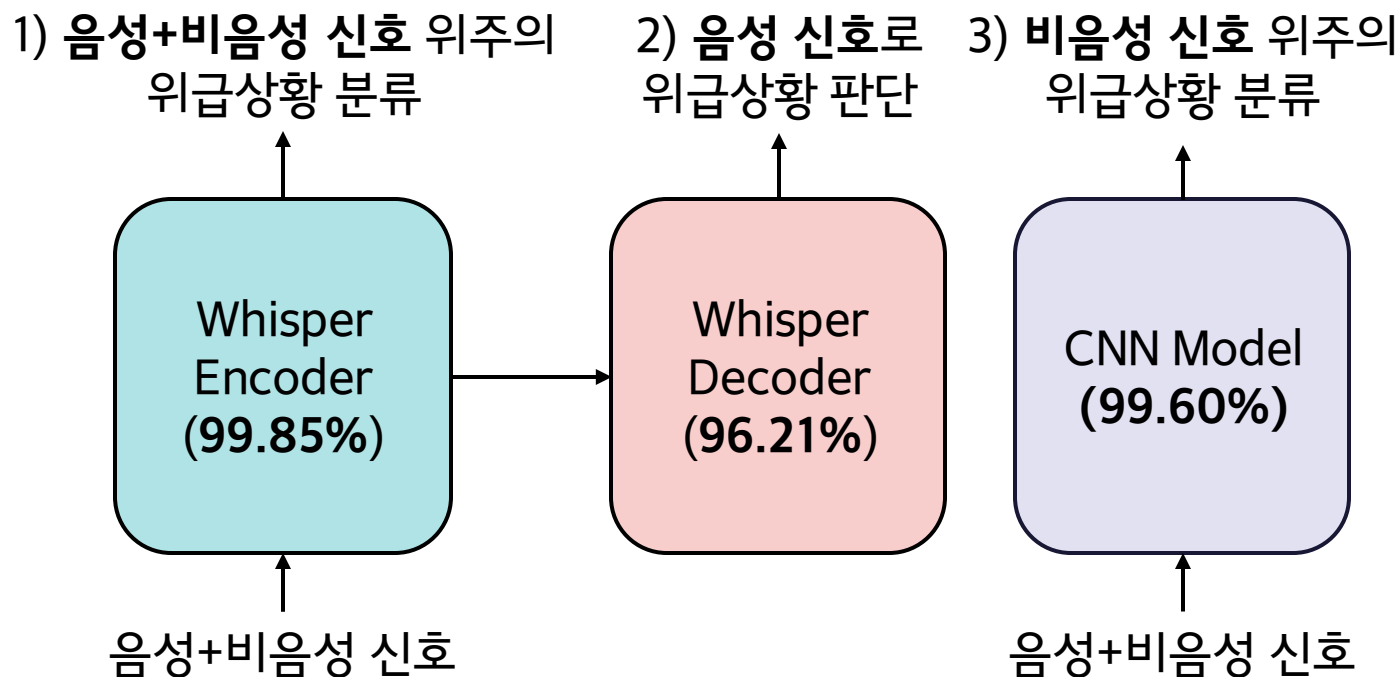 1) 음성+비음성 신호 위주의
위급상황 분류
2) 음성 신호로
위급상황 판단
3) 비음성 신호 위주의
위급상황 분류
Whisper
Encoder
(99.85%)
Whisper
Decoder
(96.21%)
CNN Model
(99.60%)
음성+비음성 신호
음성+비음성 신호